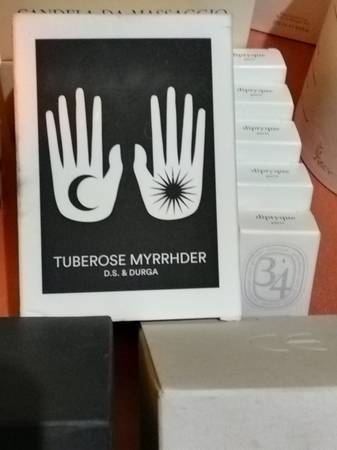 CANDELA DA MASSAGGIO
TUBEROSE MYRRHDER
D.S. & DURGA
diptyque
diptyque
diptyque
diptyque
diptyque
34